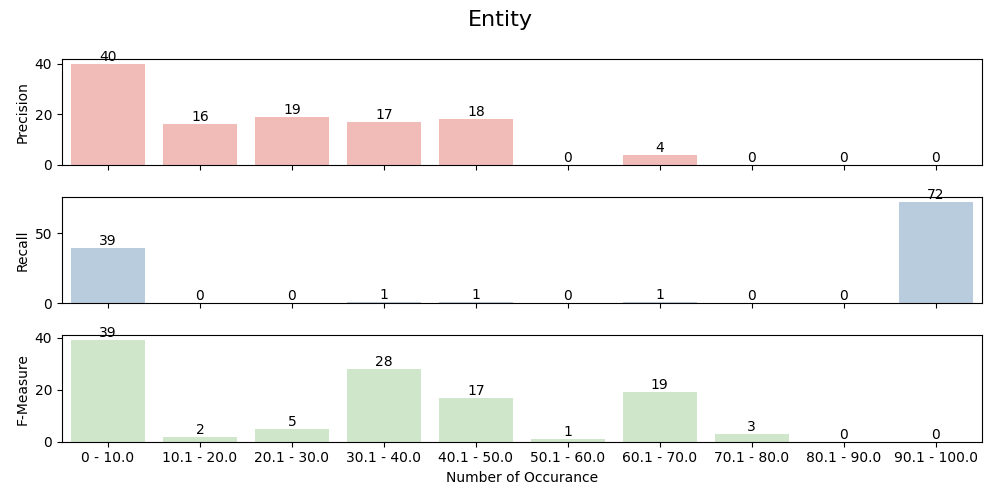 Entity
Precision
40
20
0
40 16 19 17 18 0 4 0 0 0
Recall
50
0
39 0 0 1 1 0 1 0 0 72
F-Measure
40
20
0
39 2 5 28 17 1 19 3 0 0
0 - 10.0 10.1 - 20.0 20.1 - 30.0 30.1 - 40.0 40.1 - 50.0 50.1 - 60.0 60.1 - 70.0 70.1 - 80.0 80.1 - 90.0 90.1 - 100.0
Number of Occurance